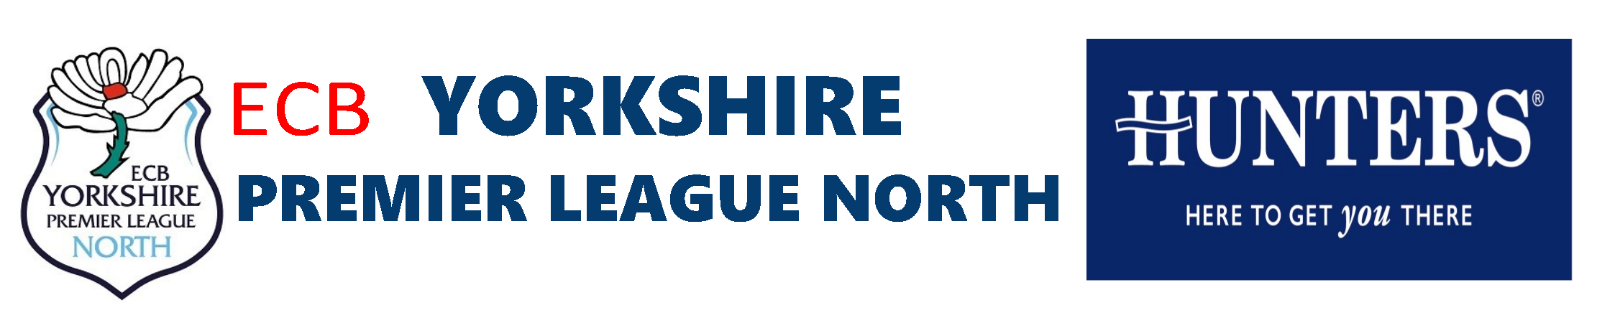 ECB
YORKSHIRE
PREMIER LEAGUE
NORTH
ECB YORKSHIRE
PREMIER LEAGUE NORTH
HUNTERS®
HERE TO GET you THERE